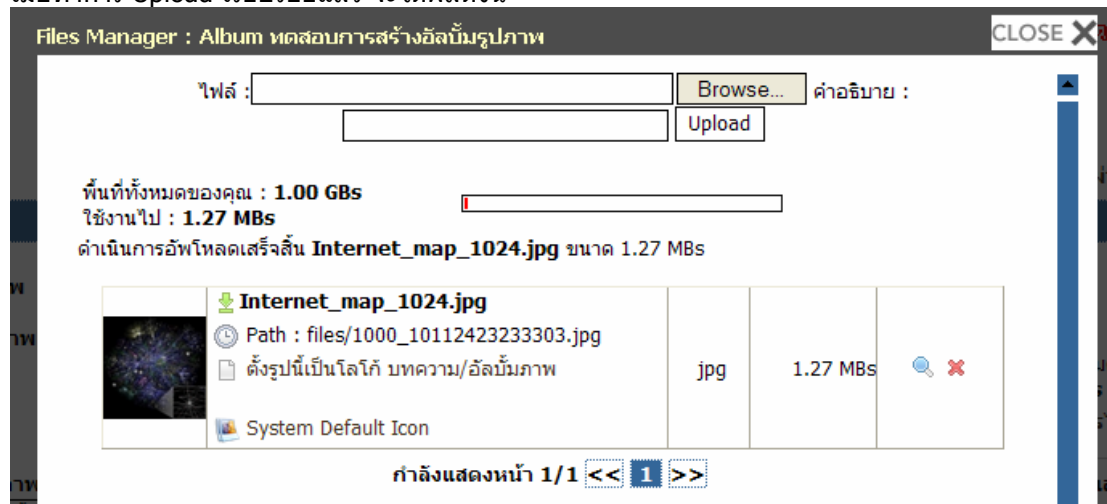 Files Manager : Album ทดสอบการสร้างอัลบั้มรูปภาพ CLOSE
ไฟล์ : Browse... คำอธิบาย :
Upload
พื้นที่ทั้งหมดของคุณ : 1.00 GBs
ใช้งานไป : 1.27 MBs
ดำเนินการอัพโหลดเสร็จสิ้น Internet_map_1024.jpg ขนาด 1.27 MBs
Internet_map_1024.jpg
Path : files/1000_10112423233303.jpg
ตั้งรูปนี้เป็นโลโก้ บทความ/อัลบั้มภาพ jpg 1.27 MBs
System Default Icon
กำลังแสดงหน้า 1/1 << 1 >>